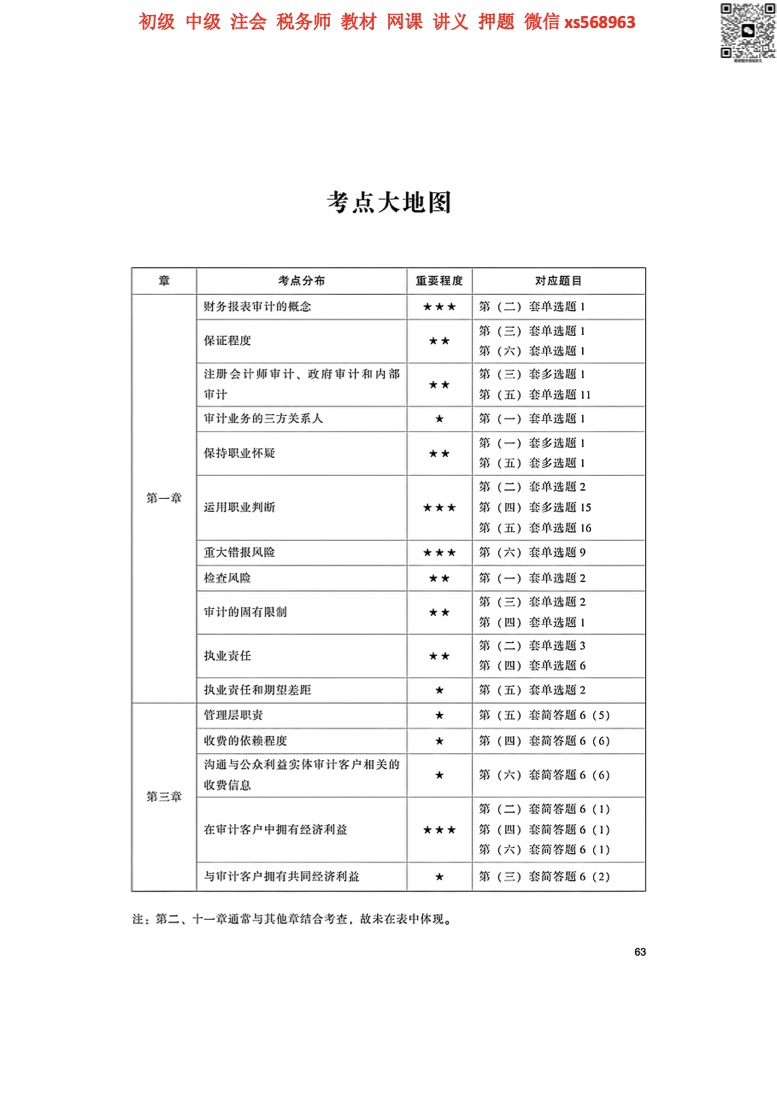 初级 中级 注会 税务师 教材 网课 讲义 押题 微信 xs568963
考点大地图
章 考点分布 重要程度 对应题目
第一章
财务报表审计的概念 ★★★ 第（二）套单选题 1
保证程度 ★★ 第（三）套单选题 1
第（六）套单选题 1
注册会计师审计、政府审计和内部
审计 ★★ 第（三）套多选题 1
第（五）套单选题 11
审计业务的三方关系人 ★ 第（一）套单选题 1
保持职业怀疑 ★★ 第（一）套多选题 1
第（五）套多选题 1
运用职业判断 ★★★ 第（二）套单选题 2
第（四）套多选题 15
第（五）套单选题 16
重大错报风险 ★★★ 第（六）套单选题 9
检查风险 ★★ 第（一）套单选题 2
审计的固有限制 ★★ 第（三）套单选题 2
第（四）套单选题 1
执业责任 ★★ 第（二）套单选题 3
第（四）套单选题 6
执业责任和期望差距 ★ 第（五）套单选题 2
第三章
管理层职责 ★ 第（五）套简答题 6（5）
收费的依赖程度 ★ 第（四）套简答题 6（6）
沟通与公众利益实体审计客户相关的
收费信息 ★ 第（六）套简答题 6（6）
在审计客户中拥有经济利益 ★★★ 第（二）套简答题 6（1）
第（四）套简答题 6（1）
第（六）套简答题 6（1）
与审计客户拥有共同经济利益 ★ 第（三）套简答题 6（2）
注：第二、十一章通常与其他章结合考查，故未在表中体现。
63